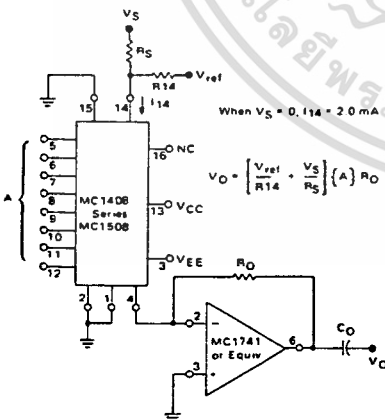 VS
RS
R14
Vref
I14
15
14
When VS = 0, I14 = 2.0 mA
5
6
7
8
9
10
11
12
A
MC1408
Series
MC1508
16
NC
13
VCC
3
VEE
VO = [Vref/R14 + VS/RS] {A} RO
2
1
4
RO
2
−
MC1741
or Equiv
6
3
+
CO
VO